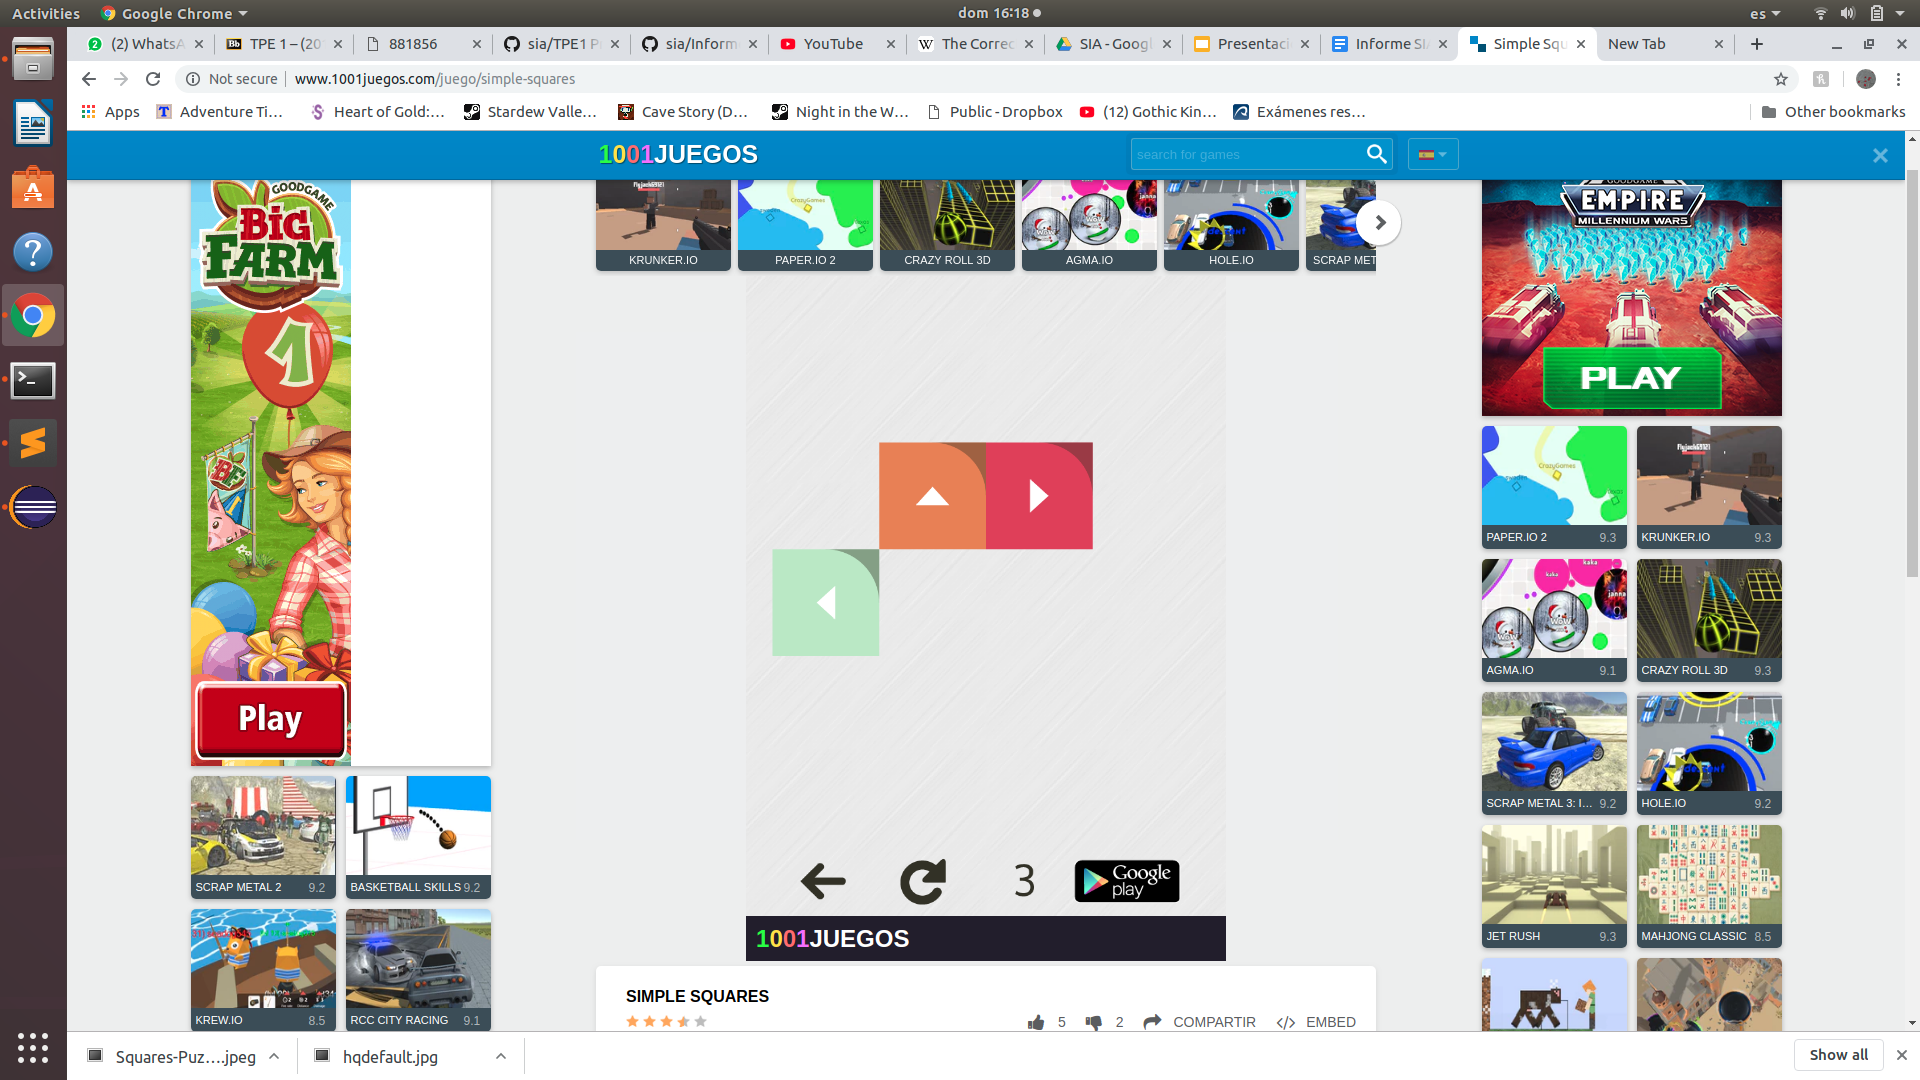 Activities
Google Chrome
dom 16:18
es
(2) WhatsA
TPE 1 – (20
881856
sia/TPE1 P
sia/Inform
YouTube
The Correc
SIA - Googl
Presentaci
Informe SI
Simple Squ
New Tab
Not secure
www.1001juegos.com/juego/simple-squares
Apps
Adventure Ti…
Heart of Gold:…
Stardew Valle…
Cave Story (D…
Night in the W…
Public - Dropbox
(12) Gothic Kin…
Exámenes res…
Other bookmarks
1001JUEGOS
search for games
GOODGAME
BIG
FARM
1
BF
Play
KRUNKER.IO
PAPER.IO 2
CRAZY ROLL 3D
AGMA.IO
HOLE.IO
SCRAP MET
EMPIRE
MILLENNIUM WARS
PLAY
PAPER.IO 2 9.3
KRUNKER.IO 9.3
AGMA.IO 9.1
CRAZY ROLL 3D 9.3
SCRAP METAL 3: I… 9.2
HOLE.IO 9.2
JET RUSH 9.3
MAHJONG CLASSIC 8.5
SCRAP METAL 2 9.2
BASKETBALL SKILLS 9.2
KREW.IO 8.5
RCC CITY RACING 9.1
3
Google
play
1001JUEGOS
SIMPLE SQUARES
5
2
COMPARTIR
EMBED
Squares-Puz….jpeg
hqdefault.jpg
Show all